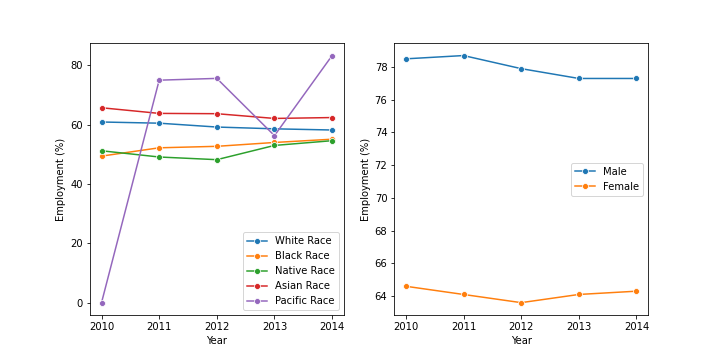 80
60
40
20
0
Employment (%)
2010
2011
2012
2013
2014
Year
White Race
Black Race
Native Race
Asian Race
Pacific Race
78
76
74
72
70
68
66
64
Employment (%)
2010
2011
2012
2013
2014
Year
Male
Female